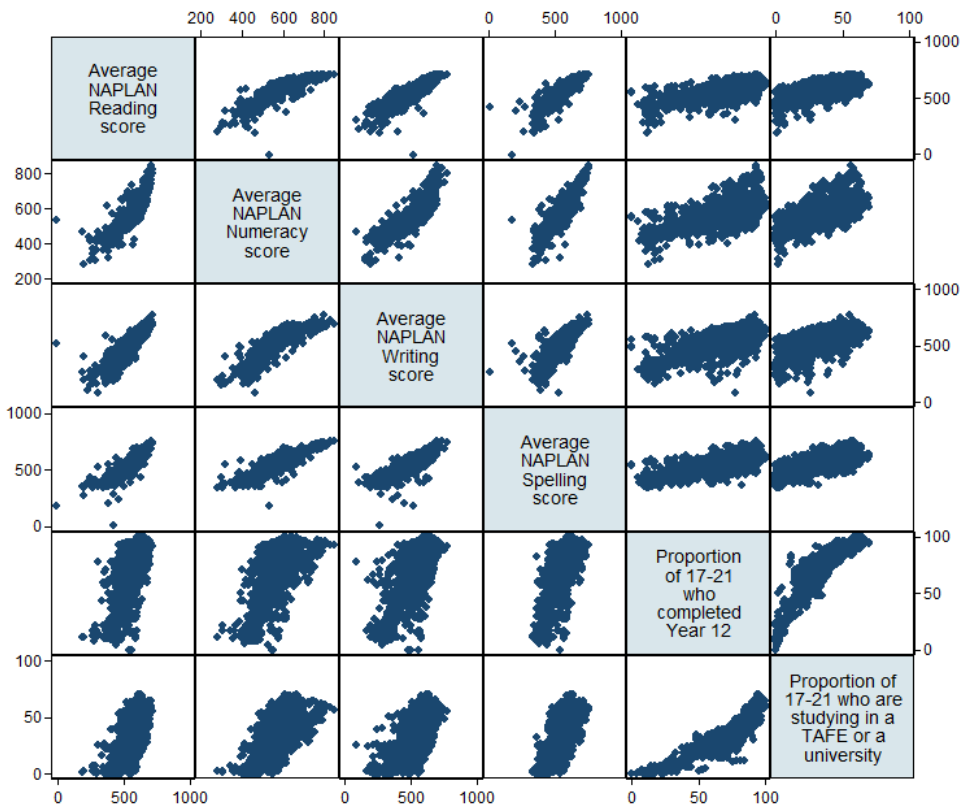 200 400 600 800
0 500 1000
0 50 100
Average
NAPLAN
Reading
score
1000
500
0
800
600
400
200
Average
NAPLAN
Numeracy
score
Average
NAPLAN
Writing
score
1000
500
0
1000
500
0
Average
NAPLAN
Spelling
score
Proportion
of 17-21
who
completed
Year 12
100
50
0
100
50
0
Proportion of
17-21 who are
studying in a
TAFE or a
university
0 500 1000
0 500 1000
0 50 100